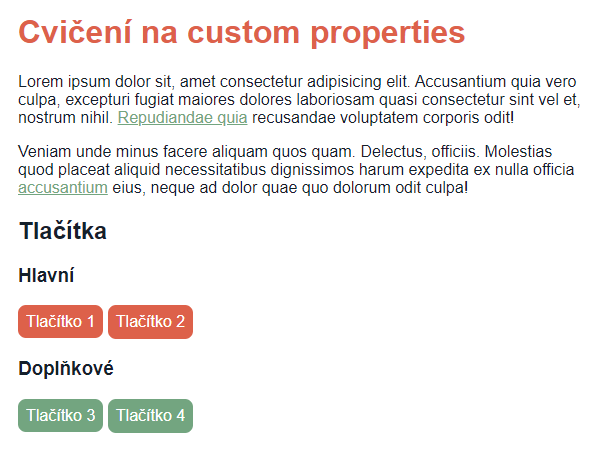 Cvičení na custom properties
Lorem ipsum dolor sit, amet consectetur adipisicing elit. Accusantium quia vero
culpa, excepturi fugiat maiores dolores laboriosam quasi consectetur sint vel et,
nostrum nihil. Repudiandae quia recusandae voluptatem corporis odit!
Veniam unde minus facere aliquam quos quam. Delectus, officiis. Molestias
quod placeat aliquid necessitatibus dignissimos harum expedita ex nulla officia
accusantium eius, neque ad dolor quae quo dolorum odit culpa!
Tlačítka
Hlavní
Tlačítko 1 Tlačítko 2
Doplňkové
Tlačítko 3 Tlačítko 4